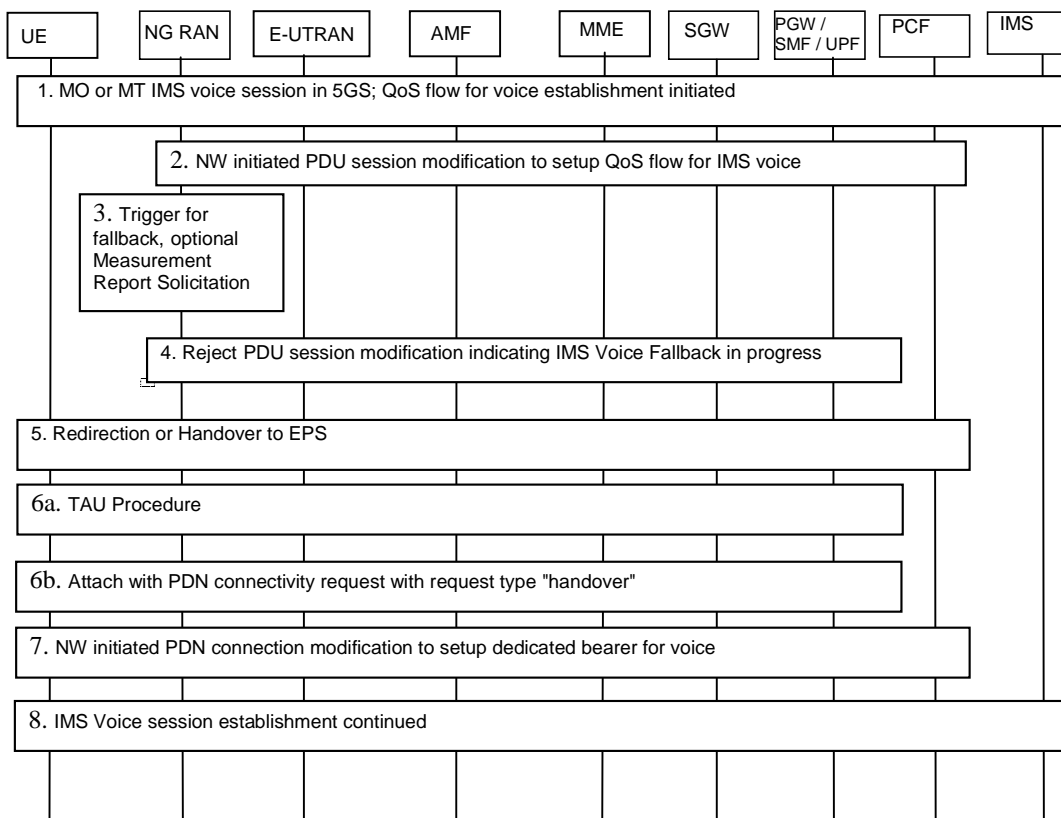 UE
NG RAN
E-UTRAN
AMF
MME
SGW
PGW /
SMF / UPF
PCF
IMS
1. MO or MT IMS voice session in 5GS; QoS flow for voice establishment initiated
2. NW initiated PDU session modification to setup QoS flow for IMS voice
3. Trigger for
fallback, optional
Measurement
Report Solicitation
4. Reject PDU session modification indicating IMS Voice Fallback in progress
5. Redirection or Handover to EPS
6a. TAU Procedure
6b. Attach with PDN connectivity request with request type "handover"
7. NW initiated PDN connection modification to setup dedicated bearer for voice
8. IMS Voice session establishment continued